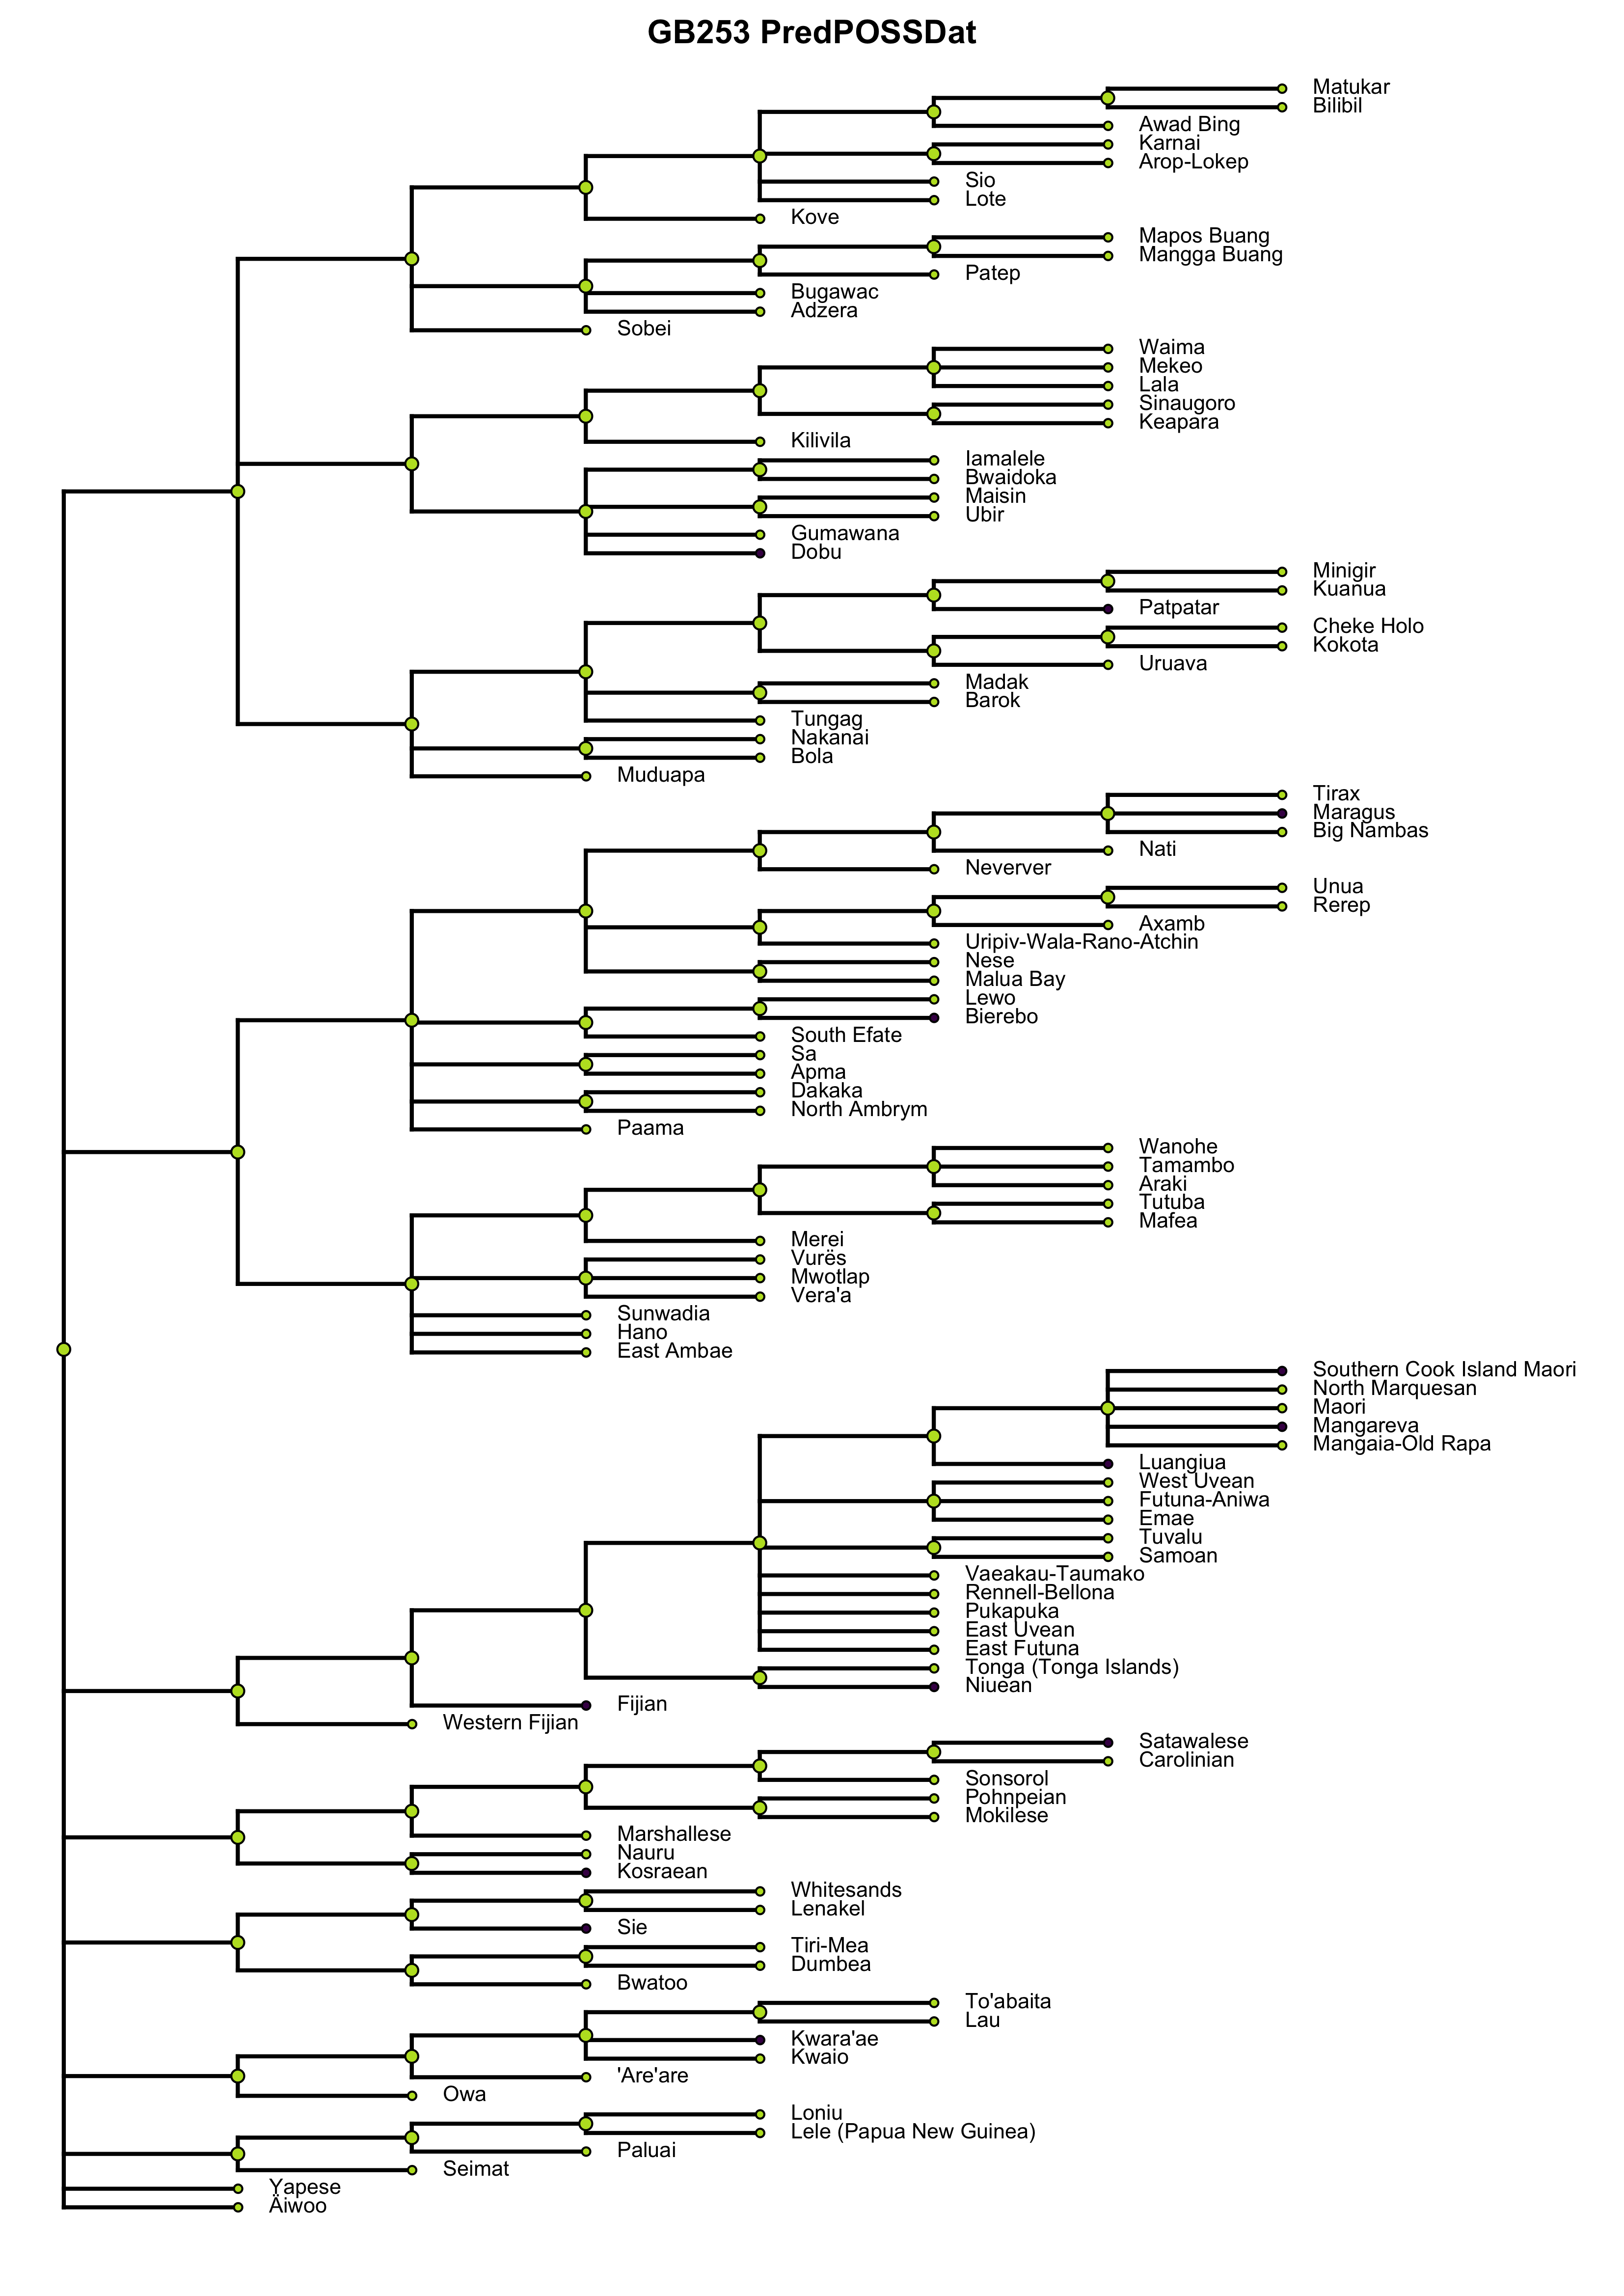 GB253 PredPOSSDat
Matukar
Bilibil
Awad Bing
Karnai
Arop-Lokep
Sio
Lote
Kove
Mapos Buang
Mangga Buang
Patep
Bugawac
Adzera
Sobei
Waima
Mekeo
Lala
Sinaugoro
Keapara
Kilivila
Iamalele
Bwaidoka
Maisin
Ubir
Gumawana
Dobu
Minigir
Kuanua
Patpatar
Cheke Holo
Kokota
Uruava
Madak
Barok
Tungag
Nakanai
Bola
Muduapa
Tirax
Maragus
Big Nambas
Nati
Neverver
Unua
Rerep
Axamb
Uripiv-Wala-Rano-Atchin
Nese
Malua Bay
Lewo
Bierebo
South Efate
Sa
Apma
Dakaka
North Ambrym
Paama
Wanohe
Tamambo
Araki
Tutuba
Mafea
Merei
Vurës
Mwotlap
Vera'a
Sunwadia
Hano
East Ambae
Southern Cook Island Maori
North Marquesan
Maori
Mangareva
Mangaia-Old Rapa
Luangiua
West Uvean
Futuna-Aniwa
Emae
Tuvalu
Samoan
Vaeakau-Taumako
Rennell-Bellona
Pukapuka
East Uvean
East Futuna
Tonga (Tonga Islands)
Niuean
Fijian
Western Fijian
Satawalese
Carolinian
Sonsorol
Pohnpeian
Mokilese
Marshallese
Nauru
Kosraean
Whitesands
Lenakel
Sie
Tiri-Mea
Dumbea
Bwatoo
To'abaita
Lau
Kwara'ae
Kwaio
'Are'are
Owa
Loniu
Lele (Papua New Guinea)
Paluai
Seimat
Yapese
Äiwoo